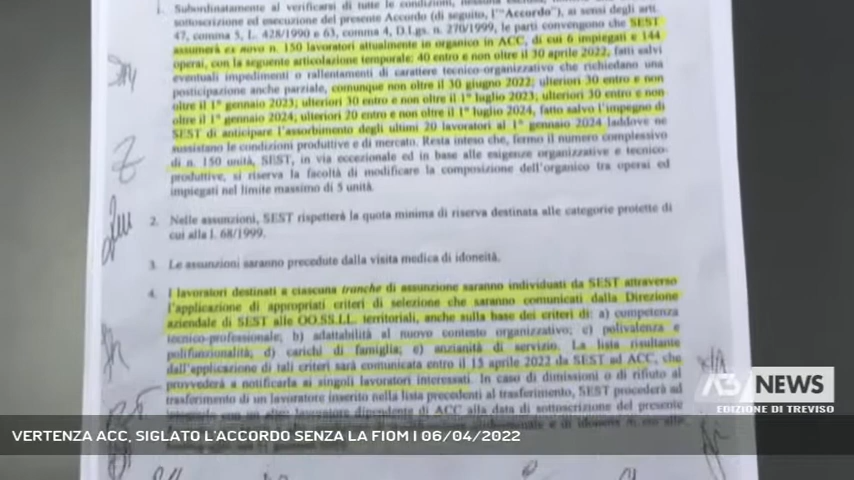 1. Subordinatamente al verificarsi di tutte le condizioni,
sottoscrizione ed esecuzione del presente Accordo (di seguito, l'"Accordo"), ai sensi degli artt.
47, comma 5, L. 428/1990 e 63, comma 4, D.Lgs. n. 270/1999, le parti convengono che SEST
assumerà ex novo n. 150 lavoratori attualmente in organico in ACC, di cui 6 impiegati e 144
operai, con la seguente articolazione temporale: 40 entro e non oltre il 30 aprile 2022, fatti salvi
eventuali impedimenti o rallentamenti di carattere tecnico-organizzativo che richiedano una
posticipazione anche parziale, comunque non oltre il 30 giugno 2022; ulteriori 30 entro e non
oltre il 1° gennaio 2023; ulteriori 30 entro e non oltre il 1° luglio 2023; ulteriori 30 entro e non
oltre il 1° gennaio 2024; ulteriori 20 entro e non oltre il 1° luglio 2024, fatto salvo l'impegno di
SEST di anticipare l'assorbimento degli ultimi 20 lavoratori al 1° gennaio 2024 laddove ne
sussistano le condizioni produttive e di mercato. Resta inteso che, fermo il numero complessivo
di n. 150 unità, SEST, in via eccezionale ed in base alle esigenze organizzative e tecnico-
produttive, si riserva la facoltà di modificare la composizione dell'organico tra operai ed
impiegati nel limite massimo di 5 unità.
2. Nelle assunzioni, SEST rispetterà la quota minima di riserva destinata alle categorie protette di
cui alla l. 68/1999.
3. Le assunzioni saranno precedute dalla visita medica di idoneità.
4. I lavoratori destinati a ciascuna tranche di assunzione saranno individuati da SEST attraverso
l'applicazione di appropriati criteri di selezione che saranno comunicati dalla Direzione
aziendale di SEST alle OO.SS.LL. territoriali, anche sulla base dei criteri di: a) competenza
tecnico-professionale; b) adattabilità al nuovo contesto organizzativo; c) polivalenza e
polifunzionalità; d) carichi di famiglia; e) anzianità di servizio. La lista risultante
dall'applicazione di tali criteri sarà comunicata entro il 15 aprile 2022 da SEST ad ACC, che
provvederà a notificarla ai singoli lavoratori interessati. In caso di dimissioni o di rifiuto al
trasferimento di un lavoratore inserito nella lista precedenti al trasferimento, SEST procederà ad
dipendente di ACC alla data di sottoscrizione del presente
A3 NEWS
EDIZIONE DI TREVISO
VERTENZA ACC, SIGLATO L'ACCORDO SENZA LA FIOM | 06/04/2022